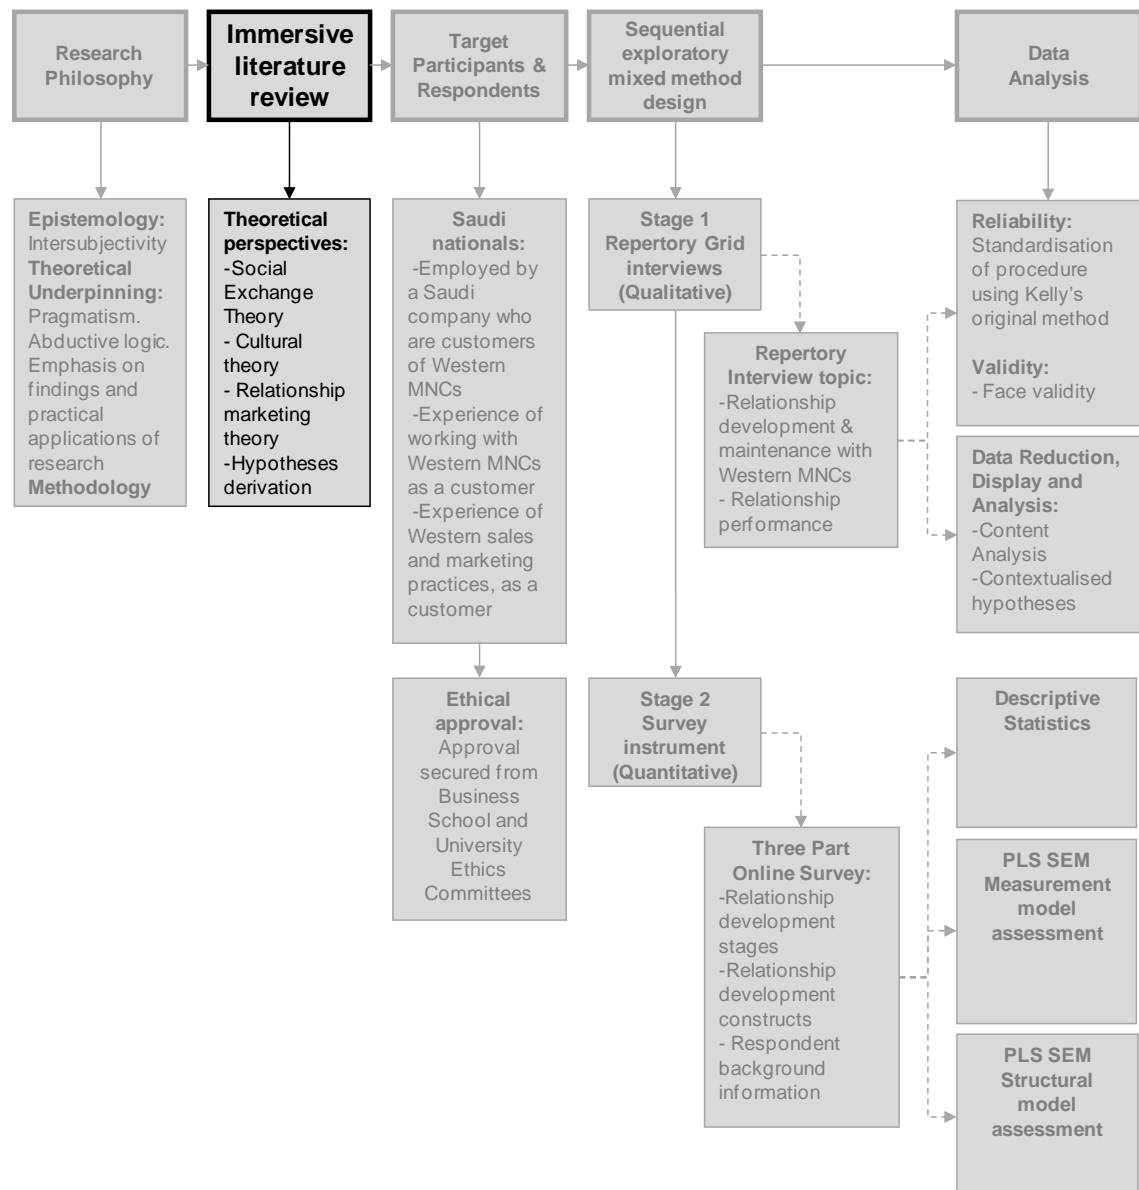 Research
Philosophy
Immersive
literature
review
Target
Participants &
Respondents
Sequential
exploratory
mixed method
design
Data
Analysis
Epistemology:
Intersubjectivity
Theoretical
Underpinning:
Pragmatism.
Abductive logic.
Emphasis on
findings and
practical
applications of
research
Methodology
Theoretical
perspectives:
-Social
Exchange
Theory
- Cultural
theory
- Relationship
marketing
theory
-Hypotheses
derivation
Saudi
nationals:
-Employed by
a Saudi
company who
are customers
of Western
MNCs
-Experience of
working with
Western MNCs
as a customer
-Experience of
Western sales
and marketing
practices, as a
customer
Ethical
approval:
Approval
secured from
Business
School and
University
Ethics
Committees
Stage 1
Repertory Grid
interviews
(Qualitative)
Repertory
Interview topic:
-Relationship
development &
maintenance with
Western MNCs
- Relationship
performance
Reliability:
Standardisation
of procedure
using Kelly's
original method
Validity:
- Face validity
Data Reduction,
Display and
Analysis:
-Content
Analysis
-Contextualised
hypotheses
Stage 2
Survey
instrument
(Quantitative)
Three Part
Online Survey:
-Relationship
development
stages
-Relationship
development
constructs
- Respondent
background
information
Descriptive
Statistics
PLS SEM
Measurement
model
assessment
PLS SEM
Structural
model
assessment